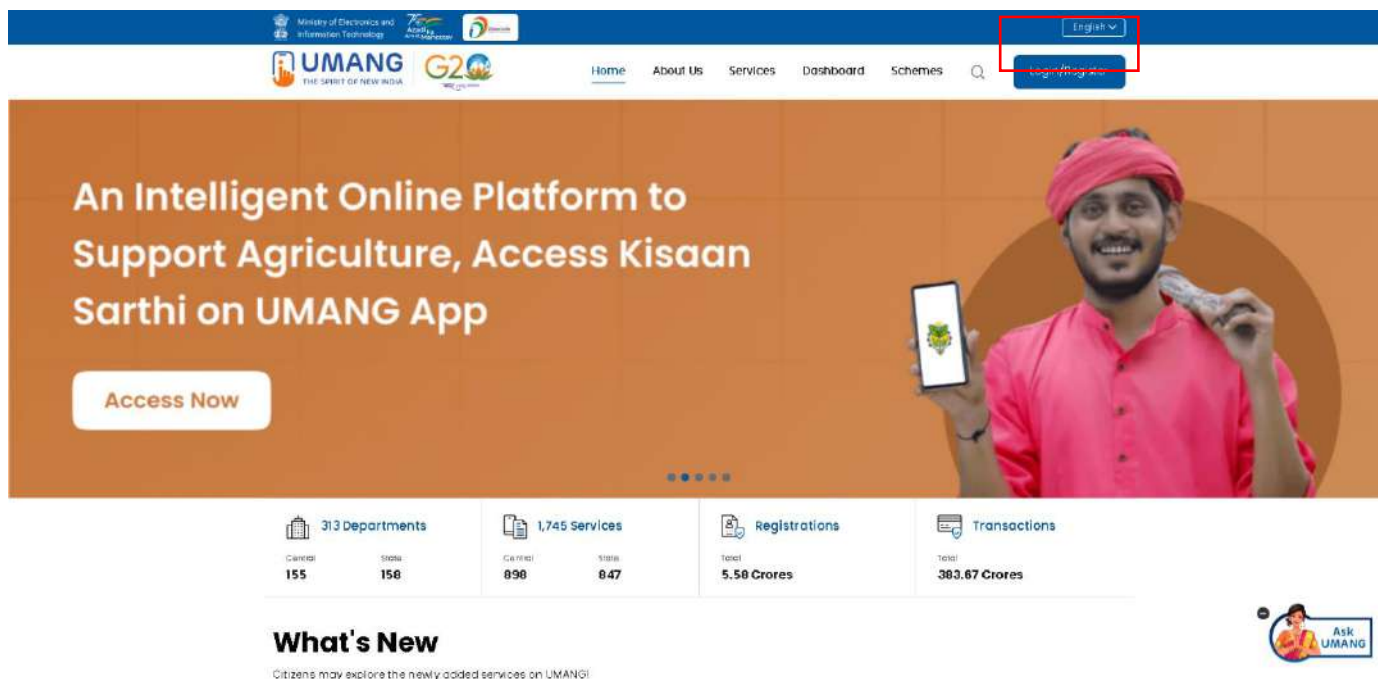 Ministry of Electronics and
Information Technology
Azadi Ka
English
UMANG
THE SPIRIT OF NEW INDIA
G20
Home About Us Services Dashboard Schemes
Login/Register
An Intelligent Online Platform to
Support Agriculture, Access Kisaan
Sarthi on UMANG App
Access Now
313 Departments
Central State
155 158
1,745 Services
Central State
898 847
Registrations
Total
5.58 Crores
Transactions
Total
383.67 Crores
What's New
Citizens may explore the newly added services on UMANG!
Ask
UMANG